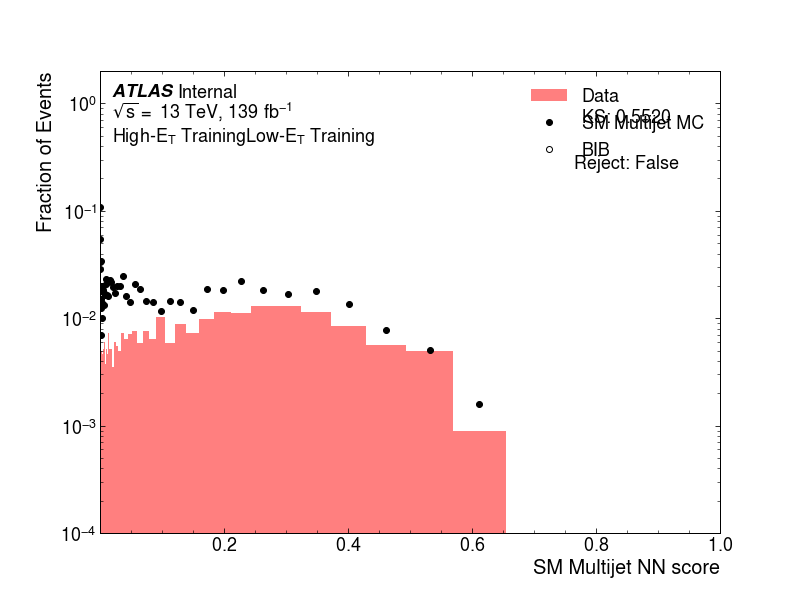 ATLAS Internal
√s = 13 TeV, 139 fb⁻¹
High-E_T TrainingLow-E_T Training
Data
KS: 0.5520
SM Multijet MC
BIB
Reject: False
Fraction of Events
10⁰
10⁻¹
10⁻²
10⁻³
10⁻⁴
0.2 0.4 0.6 0.8 1.0
SM Multijet NN score